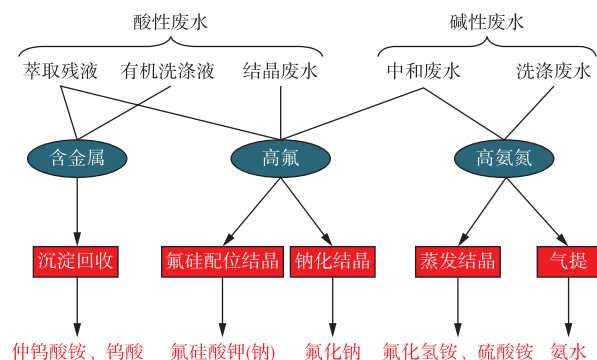 酸性废水 碱性废水
萃取残液 有机洗涤液 结晶废水 中和废水 洗涤废水
含金属 高氟 高氨氮
沉淀回收 氟硅配位结晶 钠化结晶 蒸发结晶 气提
仲钨酸铵、钨酸 氟硅酸钾(钠) 氟化钠 氟化氢铵、硫酸铵 氨水